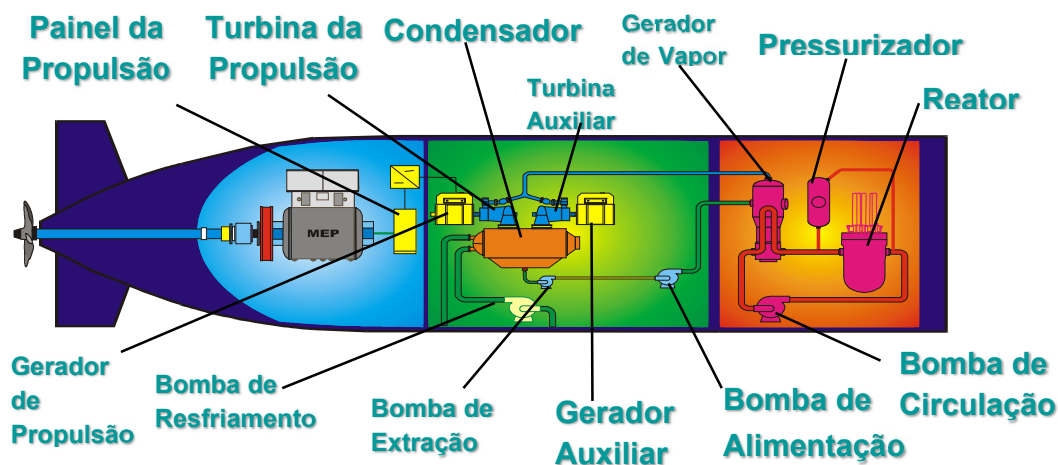 Painel da
Propulsão
Turbina da
Propulsão
Condensador
Gerador
de Vapor
Pressurizador
Turbina
Auxiliar
Reator
MEP
Gerador
de
Propulsão
Bomba de
Resfriamento
Bomba de
Extração
Gerador
Auxiliar
Bomba de
Alimentação
Bomba de
Circulação